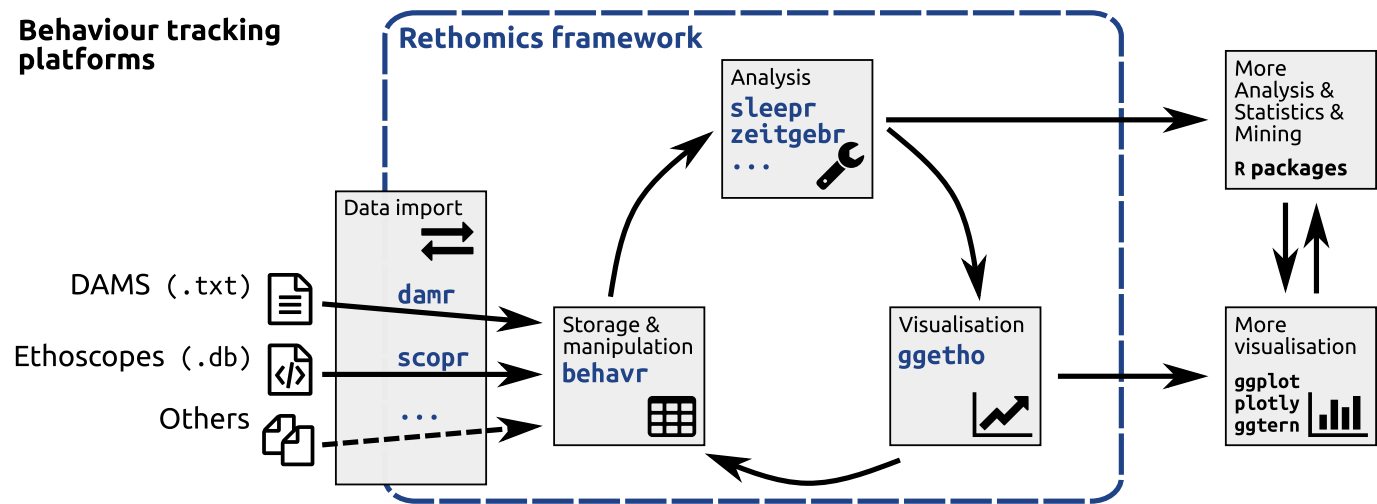 Behaviour tracking
platforms
Rethomics framework
Analysis
sleepr
zeitgebr
...
More
Analysis &
Statistics &
Mining
R packages
Data import
DAMS (.txt)
damr
Ethoscopes (.db)
scopr
Others
...
Storage &
manipulation
behavr
Visualisation
ggetho
More
visualisation
ggplot
plotly
ggtern